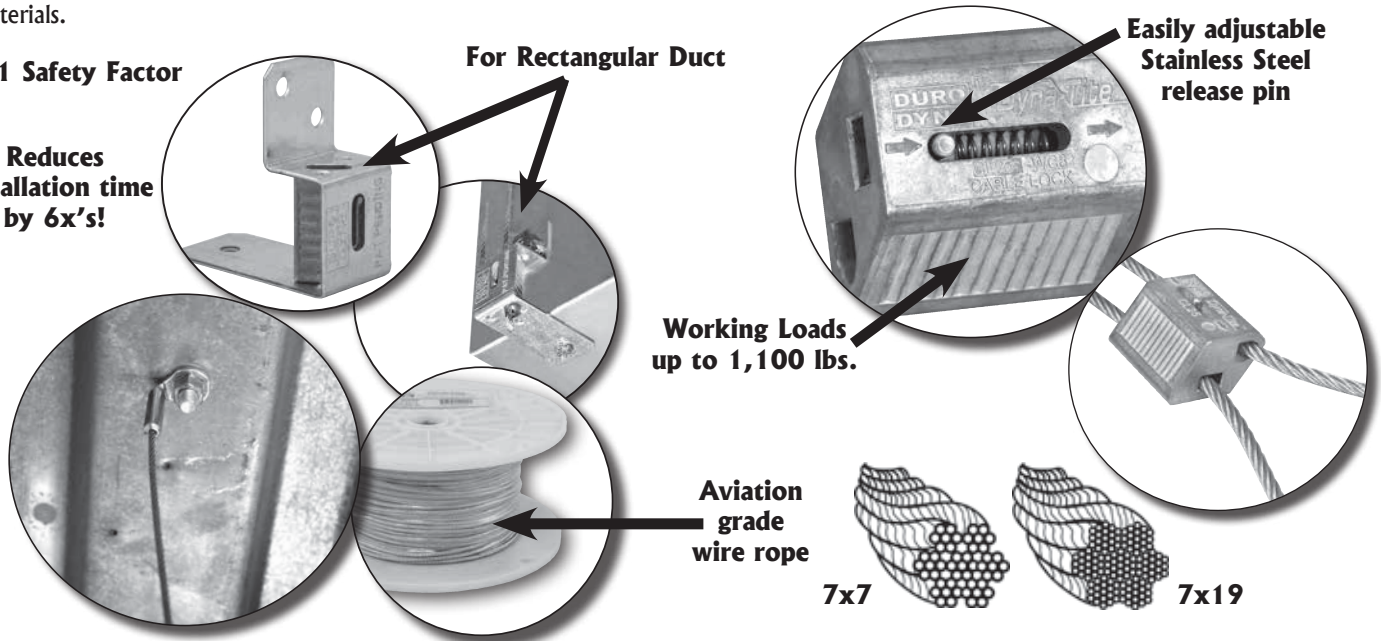 terials.
1 Safety Factor
Reduces
allation time
by 6x's!
For Rectangular Duct
Easily adjustable
Stainless Steel
release pin
DURO Dyna-Tite
CABLE LOCK
Working Loads
up to 1,100 lbs.
Aviation
grade
wire rope
7x7
7x19